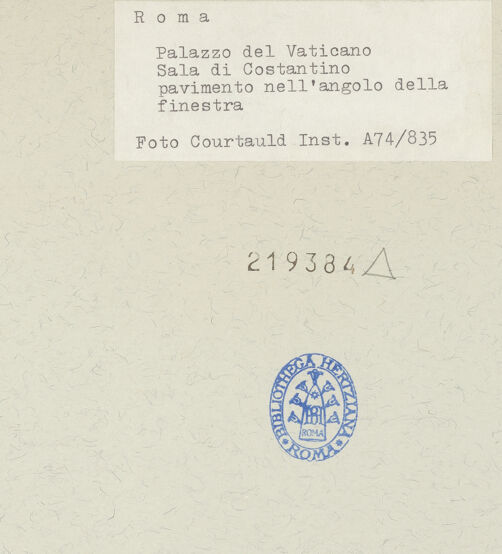 R o m a
Palazzo del Vaticano
Sala di Costantino
pavimento nell'angolo della
finestra
Foto Courtauld Inst. A74/835
219384
BIBLIOTHECA HERTZIANA
ROMA
ROMA